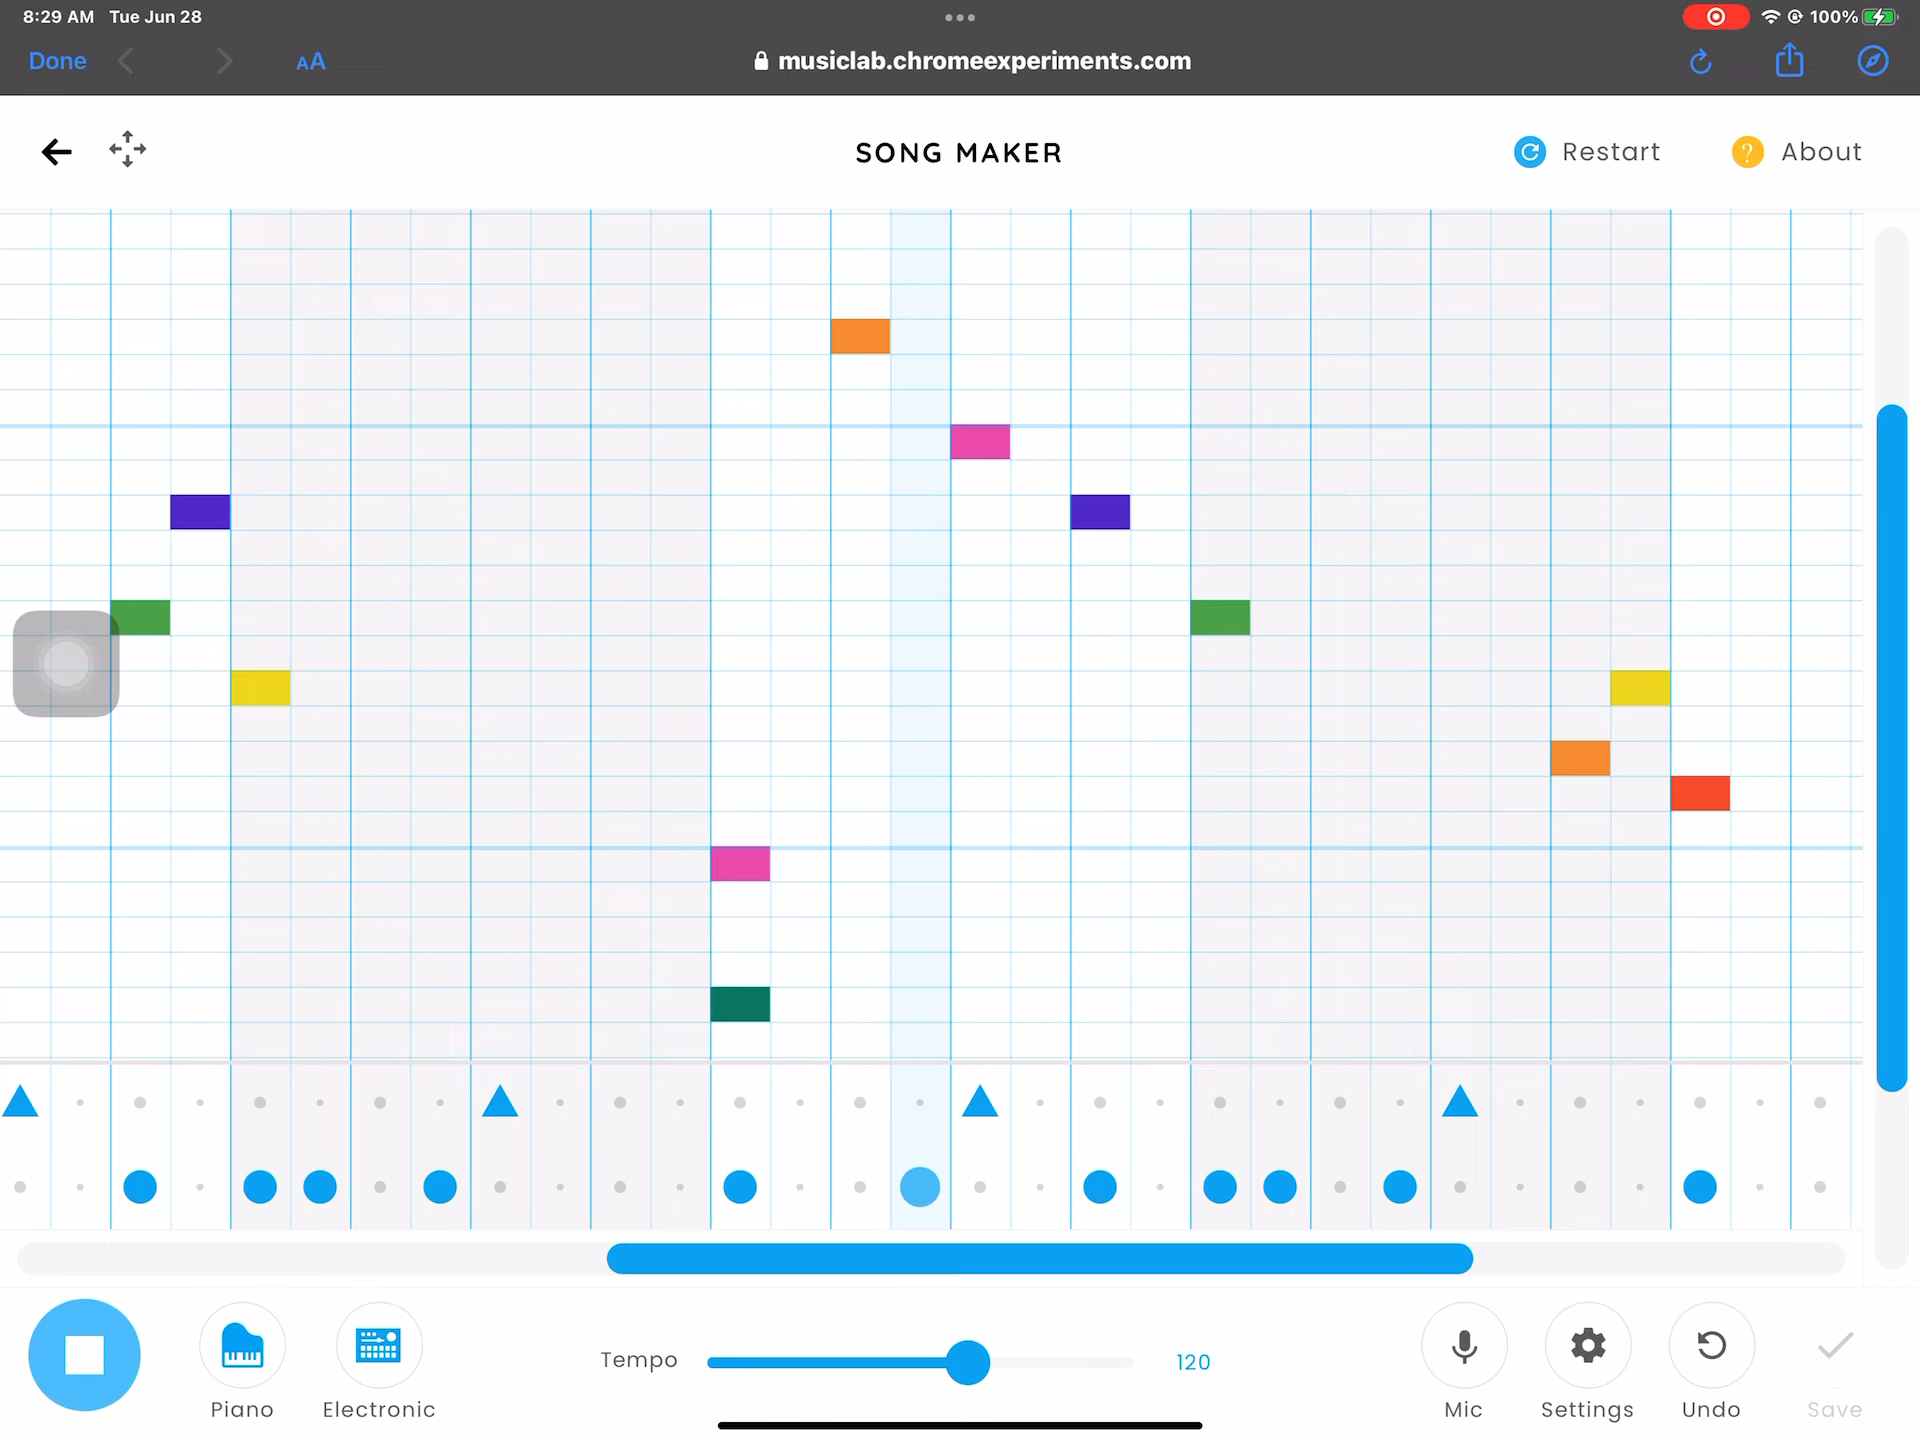 8:29 AM Tue Jun 28
100%
Done
AA
musiclab.chromeexperiments.com
SONG MAKER
Restart
? About
Tempo
120
Piano
Electronic
Mic
Settings
Undo
Save